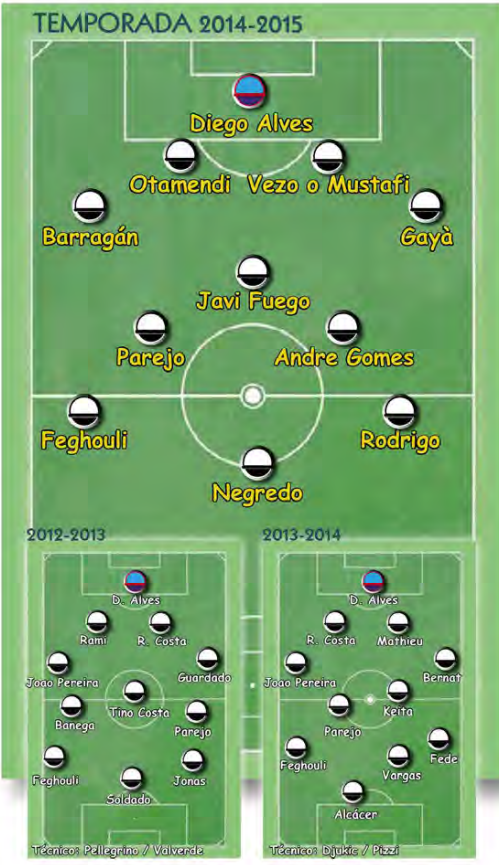 TEMPORADA 2014-2015
Diego Alves
Otamendi Vezo o Mustafi
Barragán Gayà
Javi Fuego
Parejo Andre Gomes
Feghouli Rodrigo
Negredo
2012-2013
D. Alves
Rami R. Costa
Joao Pereira Guardado
Tino Costa
Banega Parejo
Feghouli Jonas
Soldado
Técnico: Pellegrino / Valverde
2013-2014
D. Alves
R. Costa Mathieu
Joao Pereira Bernat
Keita
Parejo
Feghouli Fede
Vargas
Alcácer
Técnico: Djukic / Pizzi